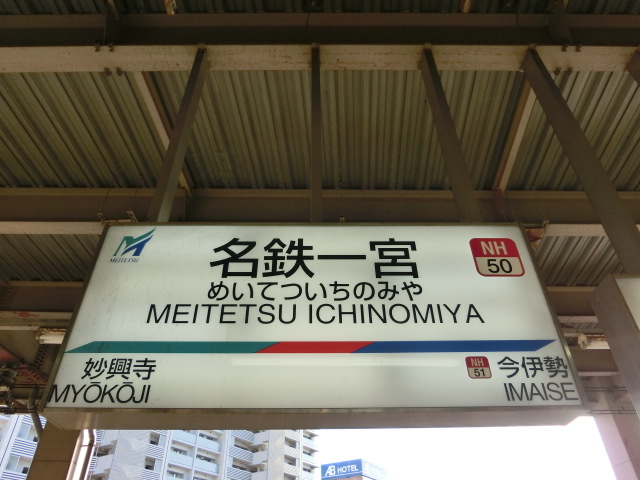 MEITETSU
名鉄一宮
NH
50
めいてついちのみや
MEITETSU ICHINOMIYA
妙興寺
MYŌKŌJI
NH
51
今伊勢
IMAISE
AB HOTEL